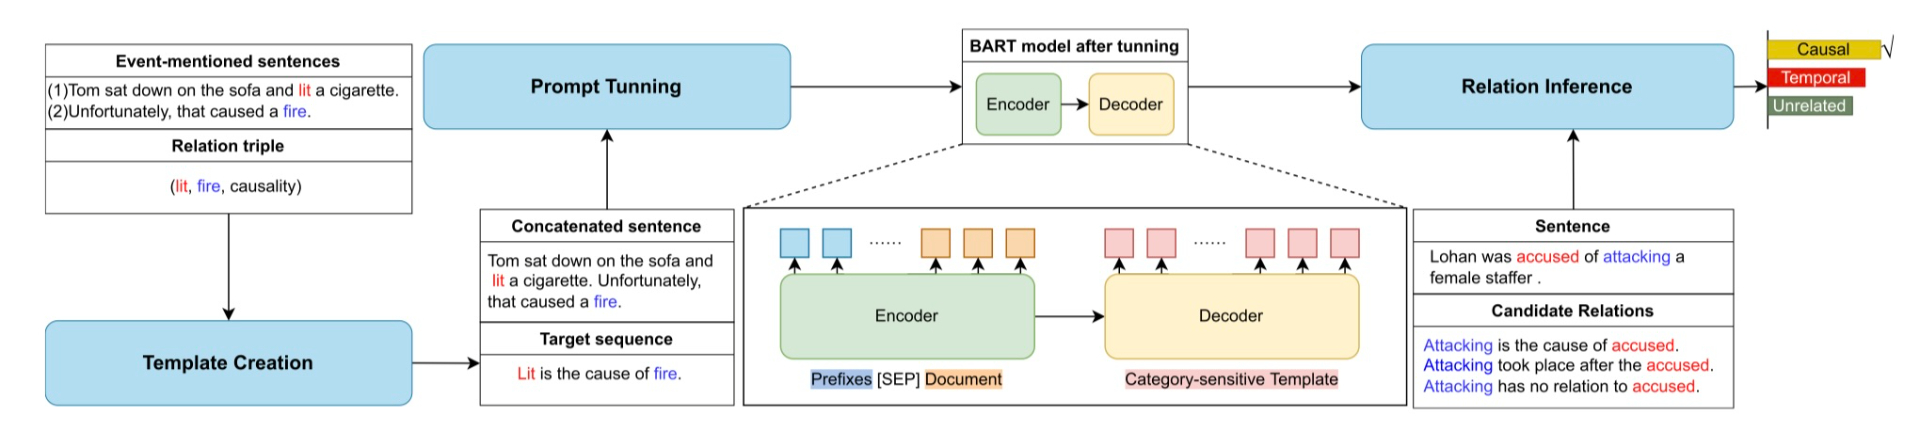 Event-mentioned sentences
(1)Tom sat down on the sofa and lit a cigarette.
(2)Unfortunately, that caused a fire.
Relation triple
(lit, fire, causality)
Template Creation
Prompt Tunning
Concatenated sentence
Tom sat down on the sofa and
lit a cigarette. Unfortunately,
that caused a fire.
Target sequence
Lit is the cause of fire.
BART model after tunning
Encoder
Decoder
......
......
Encoder
Decoder
Prefixes [SEP] Document
Category-sensitive Template
Relation Inference
Sentence
Lohan was accused of attacking a
female staffer .
Candidate Relations
Attacking is the cause of accused.
Attacking took place after the accused.
Attacking has no relation to accused.
Causal √
Temporal
Unrelated